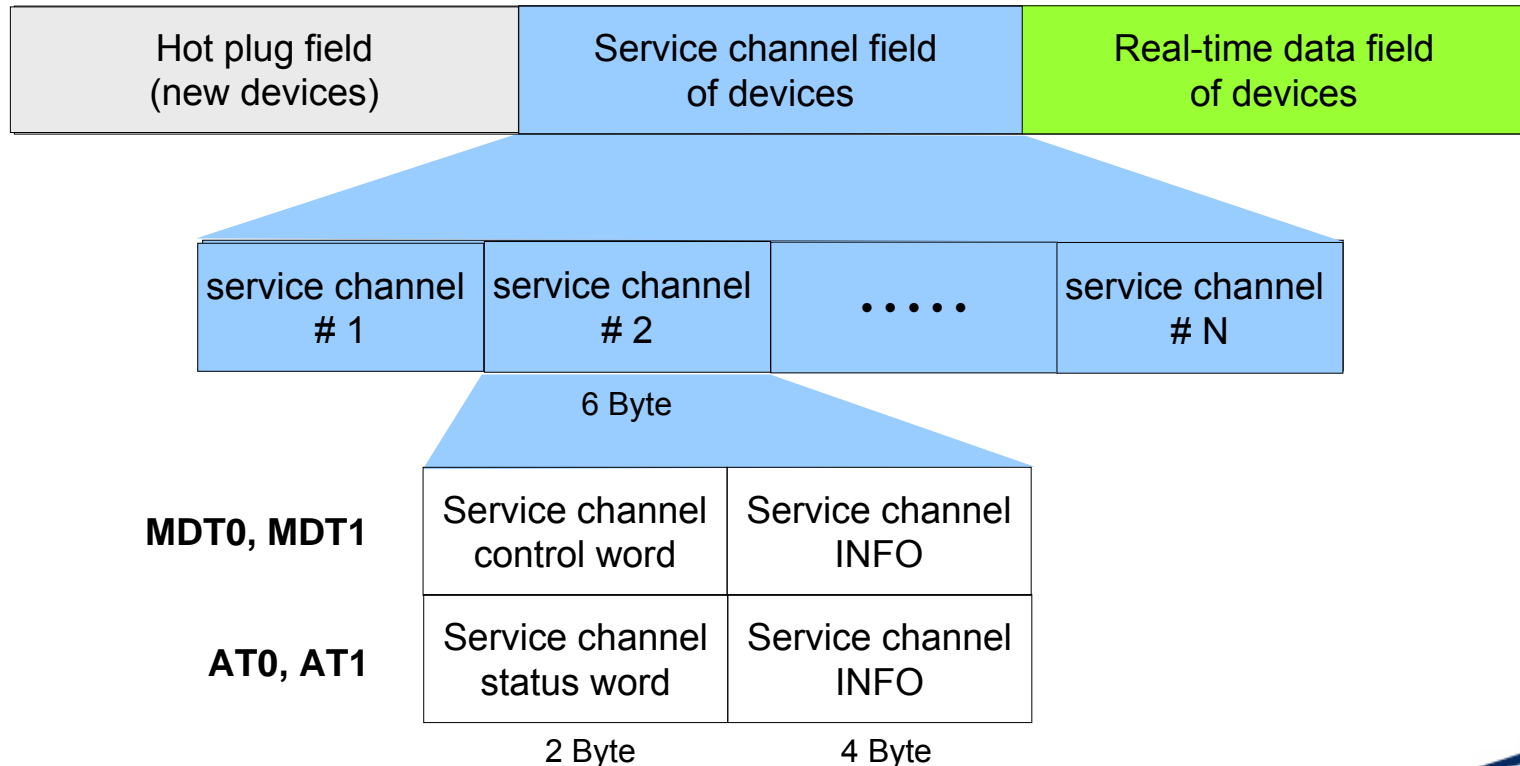 Hot plug field
(new devices)
Service channel field
of devices
Real-time data field
of devices
service channel
# 1
service channel
# 2
.....
service channel
# N
6 Byte
MDT0, MDT1
Service channel
control word
Service channel
INFO
AT0, AT1
Service channel
status word
Service channel
INFO
2 Byte
4 Byte